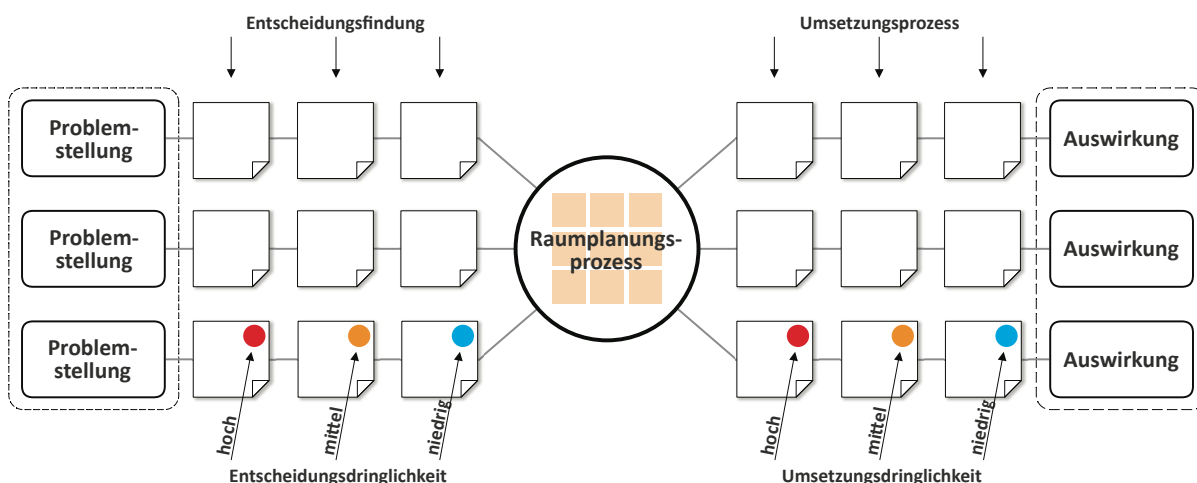 Entscheidungsfindung
Umsetzungsprozess
Problem-
stellung
Auswirkung
Problem-
stellung
Raumplanungs-
prozess
Auswirkung
Problem-
stellung
Auswirkung
hoch
mittel
niedrig
hoch
mittel
niedrig
Entscheidungsdringlichkeit
Umsetzungsdringlichkeit